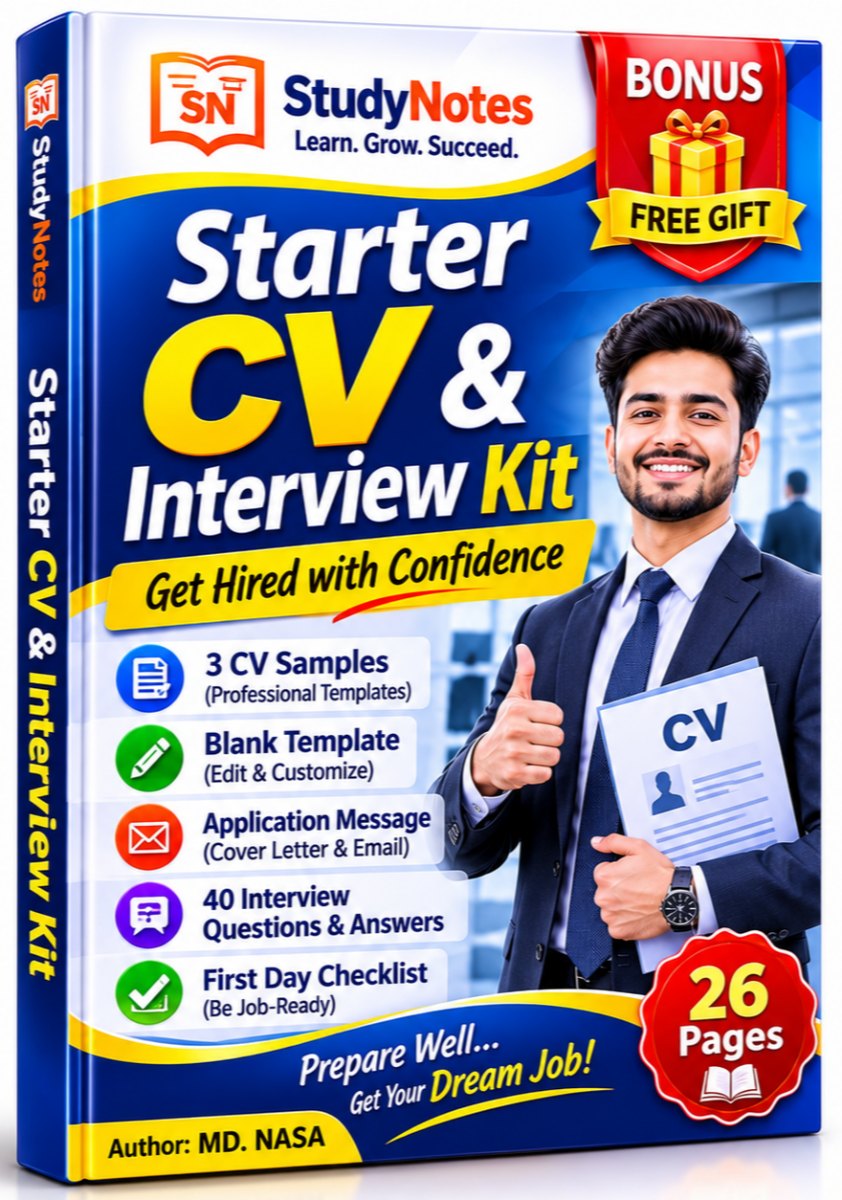 SN
StudyNotes
Learn. Grow. Succeed.
BONUS
FREE GIFT
Starter
CV &
Interview Kit
Get Hired with Confidence
3 CV Samples
(Professional Templates)
Blank Template
(Edit & Customize)
Application Message
(Cover Letter & Email)
40 Interview
Questions & Answers
First Day Checklist
(Be Job-Ready)
CV
26
Pages
Prepare Well...
Get Your Dream Job!
Author: MD. NASA
SN
StudyNotes
Starter CV & Interview Kit